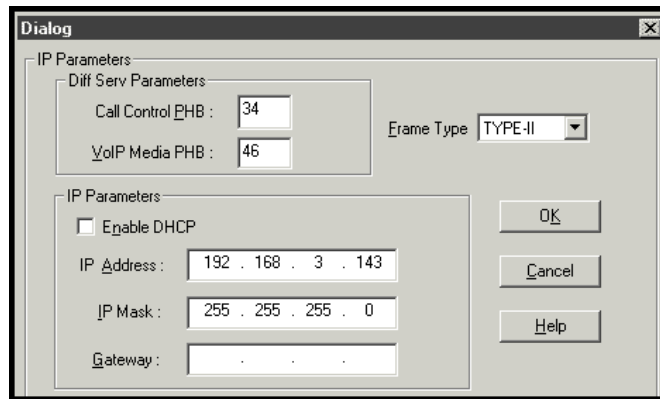 Dialog
IP Parameters
Diff Serv Parameters
Call Control PHB : 34
VoIP Media PHB : 46
Frame Type TYPE-II
IP Parameters
Enable DHCP
IP Address : 192 . 168 . 3 . 143
IP Mask : 255 . 255 . 255 . 0
Gateway : . . .
OK
Cancel
Help